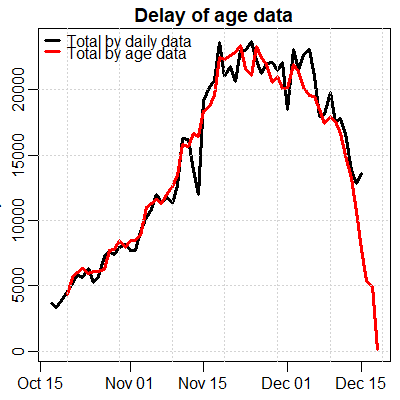 Delay of age data
Total by daily data
Total by age data
20000
15000
10000
5000
0
Oct 15 Nov 01 Nov 15 Dec 01 Dec 15